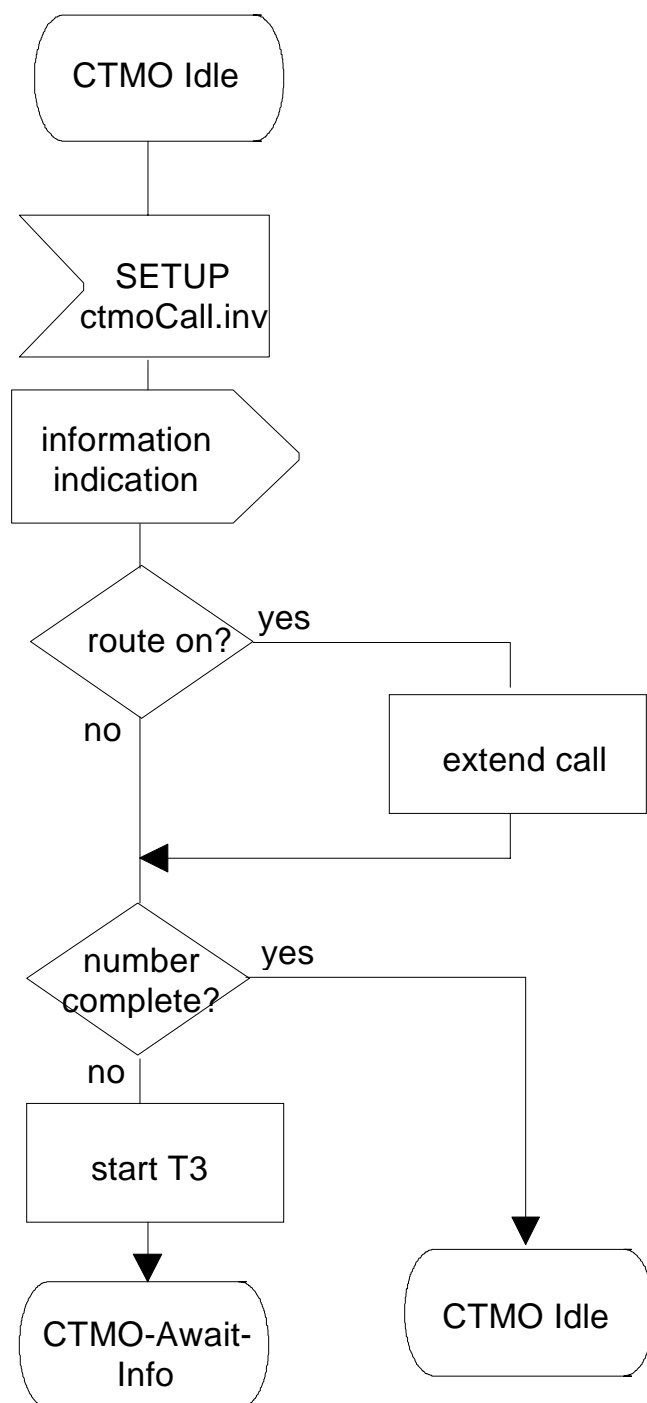 CTMO Idle
SETUP
ctmoCall.inv
information
indication
route on?
yes
no
extend call
number
complete?
yes
no
start T3
CTMO-Await-
Info
CTMO Idle